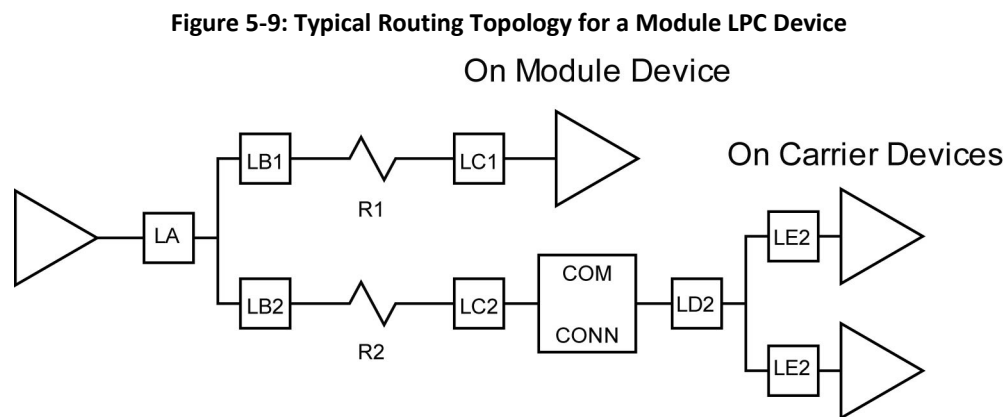 Figure 5-9: Typical Routing Topology for a Module LPC Device
On Module Device
On Carrier Devices
LB1
R1
LC1
LA
LB2
R2
LC2
COM
CONN
LD2
LE2
LE2